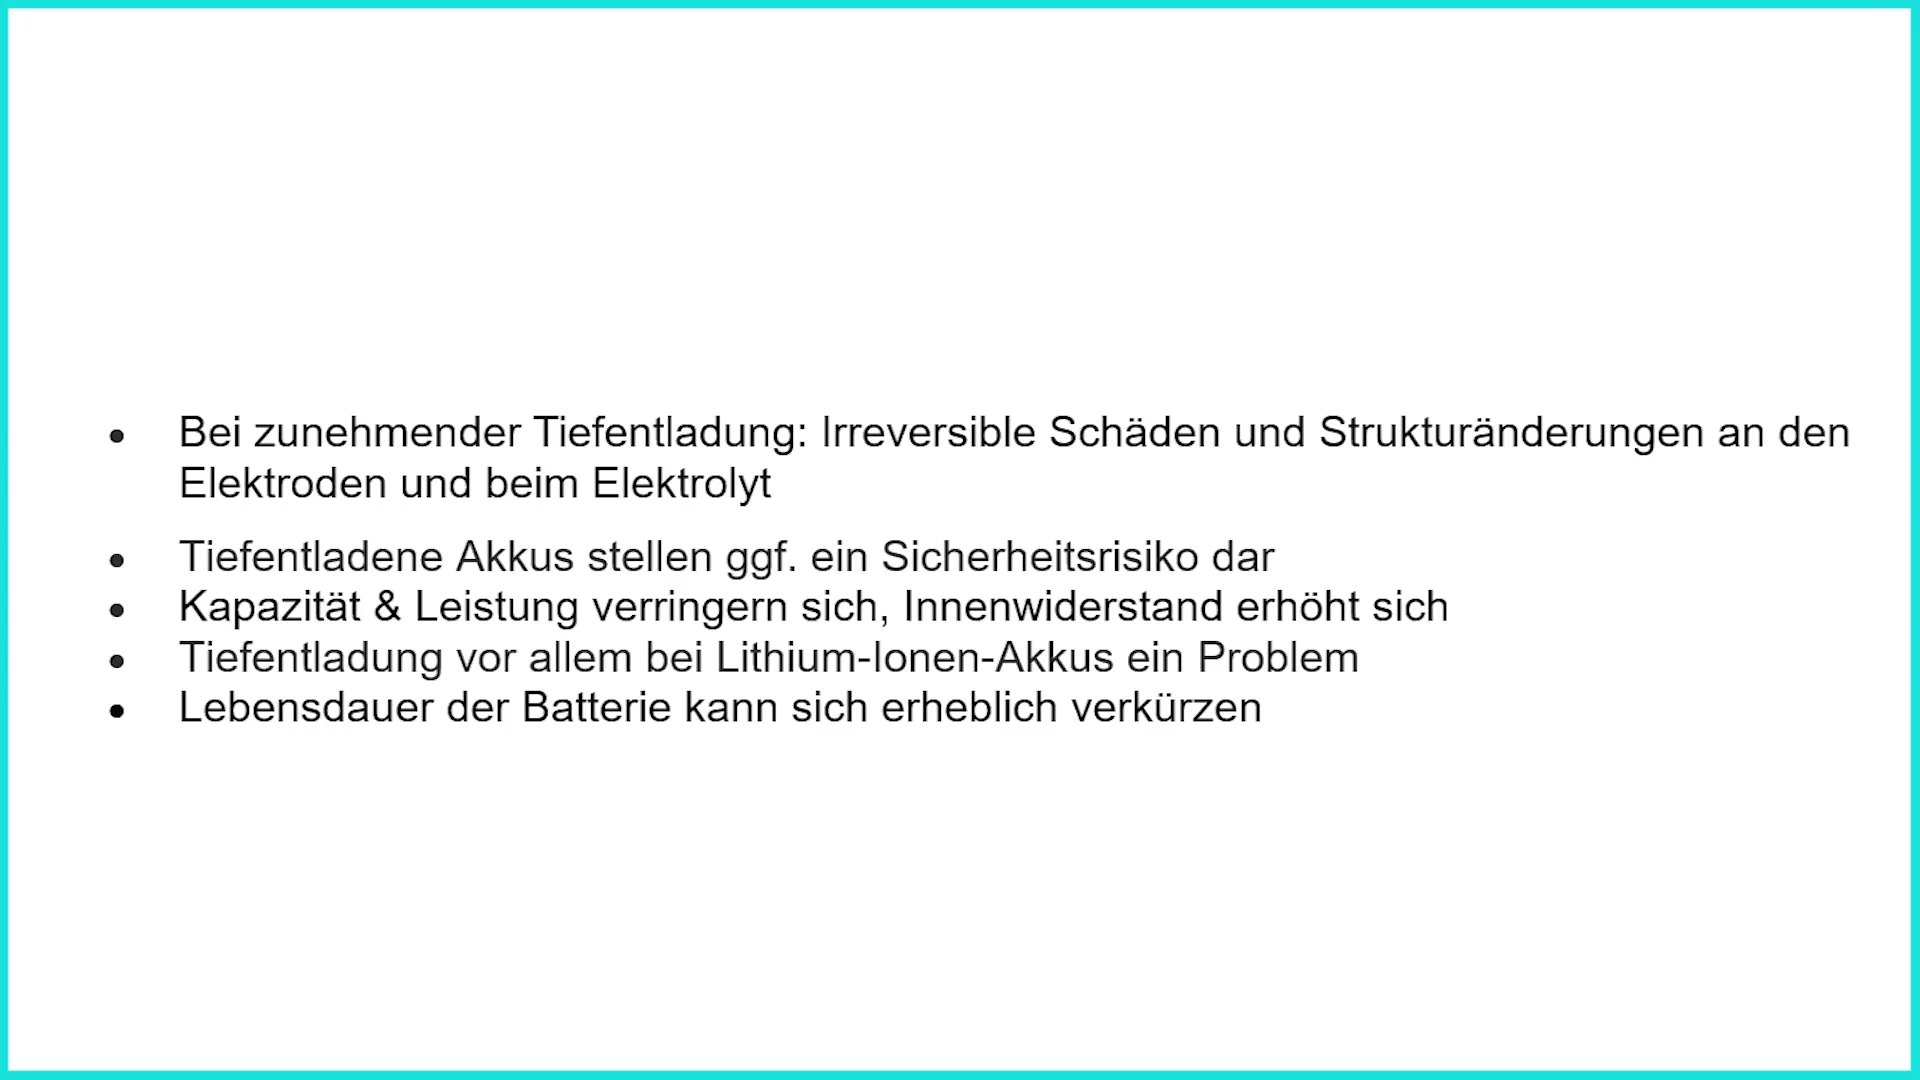 • Bei zunehmender Tiefentladung: Irreversible Schäden und Strukturänderungen an den
Elektroden und beim Elektrolyt
• Tiefentladene Akkus stellen ggf. ein Sicherheitsrisiko dar
• Kapazität & Leistung verringern sich, Innenwiderstand erhöht sich
• Tiefentladung vor allem bei Lithium-Ionen-Akkus ein Problem
• Lebensdauer der Batterie kann sich erheblich verkürzen